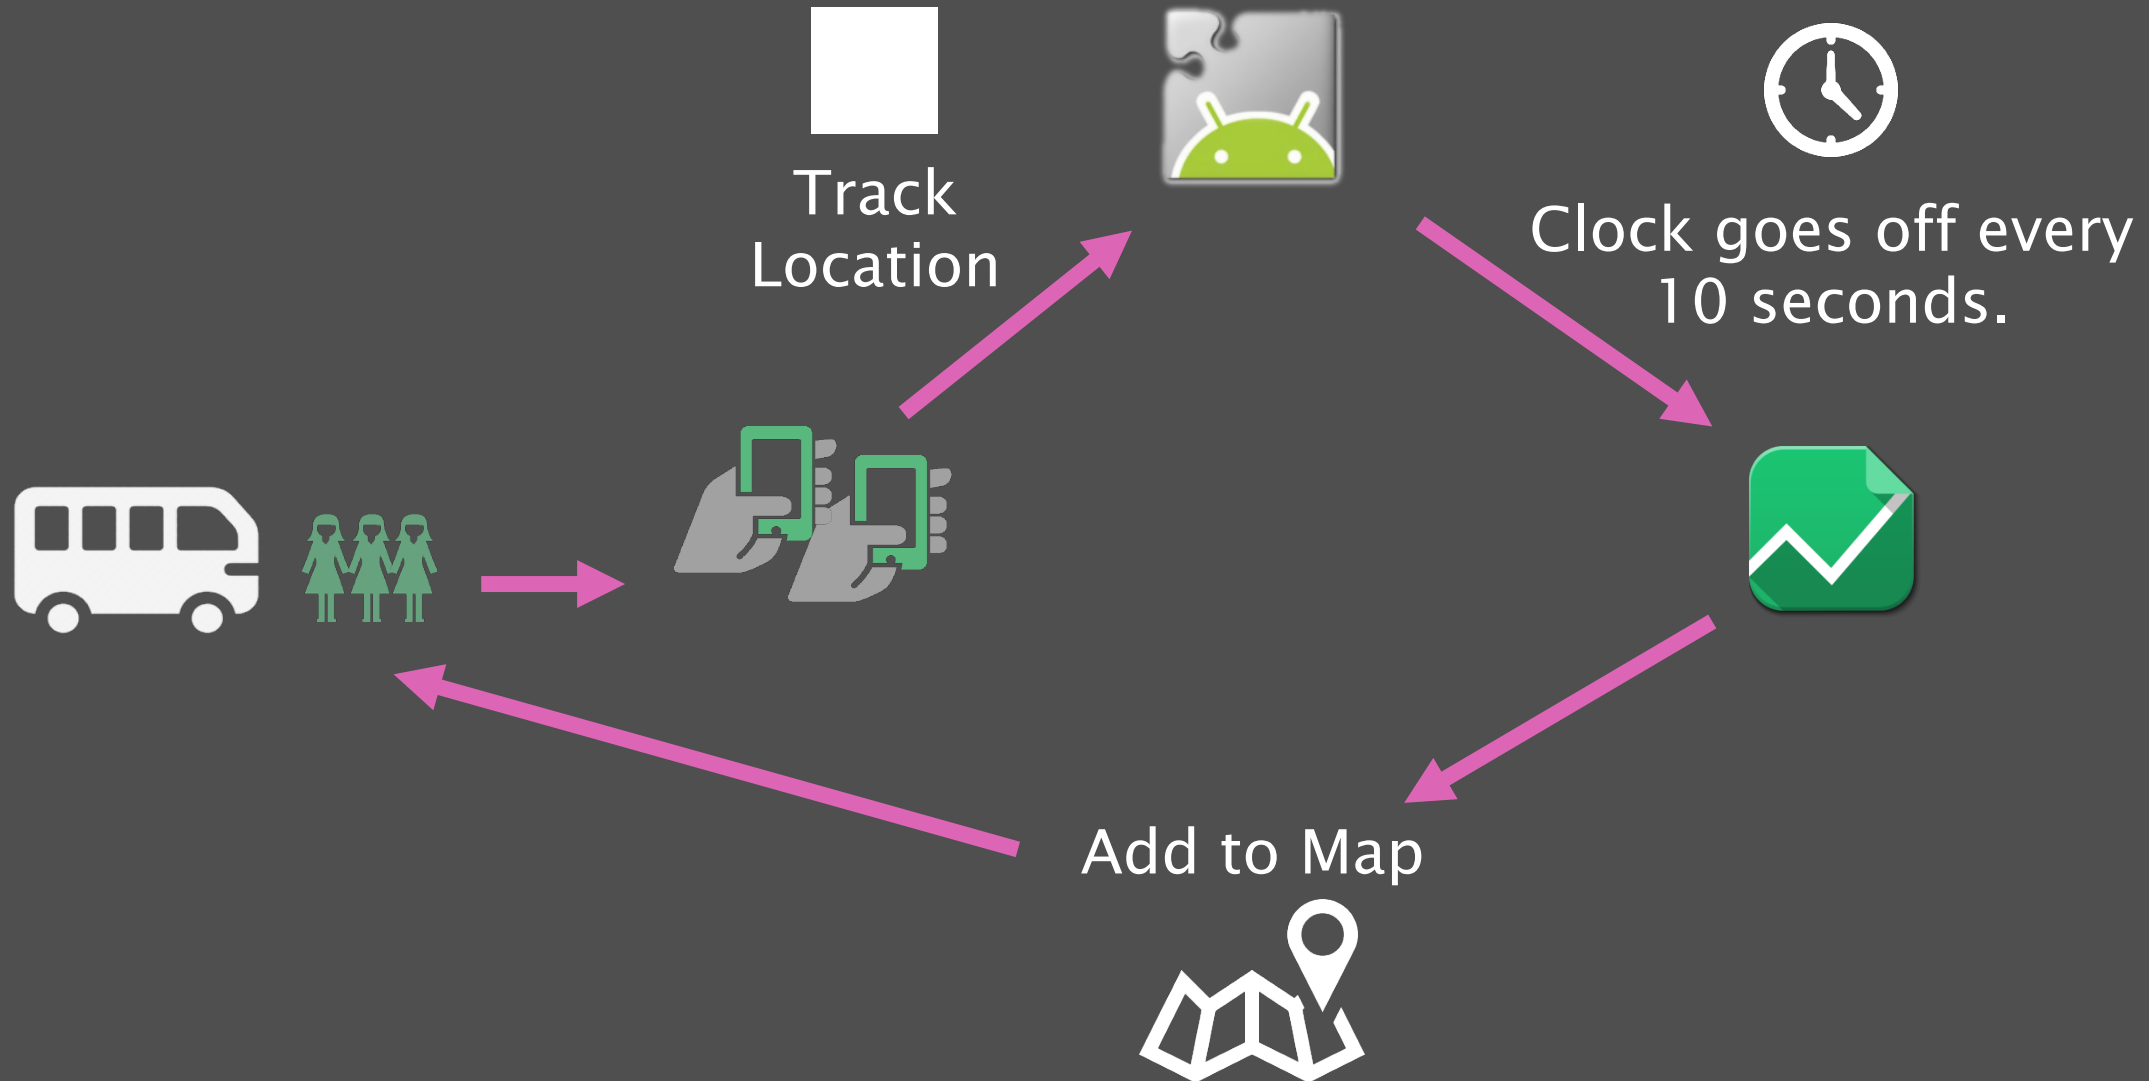 Track
Location
Clock goes off every
10 seconds.
Add to Map